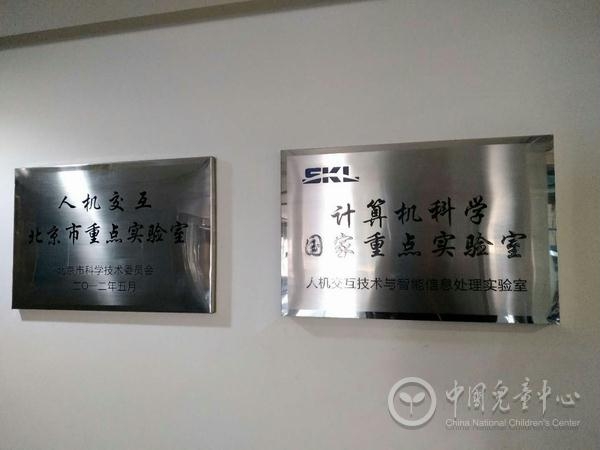 人机交互
北京市重点实验室
北京市科学技术委员会
二〇一二年五月
SKL
计算机科学
国家重点实验室
人机交互技术与智能信息处理实验室
中国儿童中心
China National Children's Center